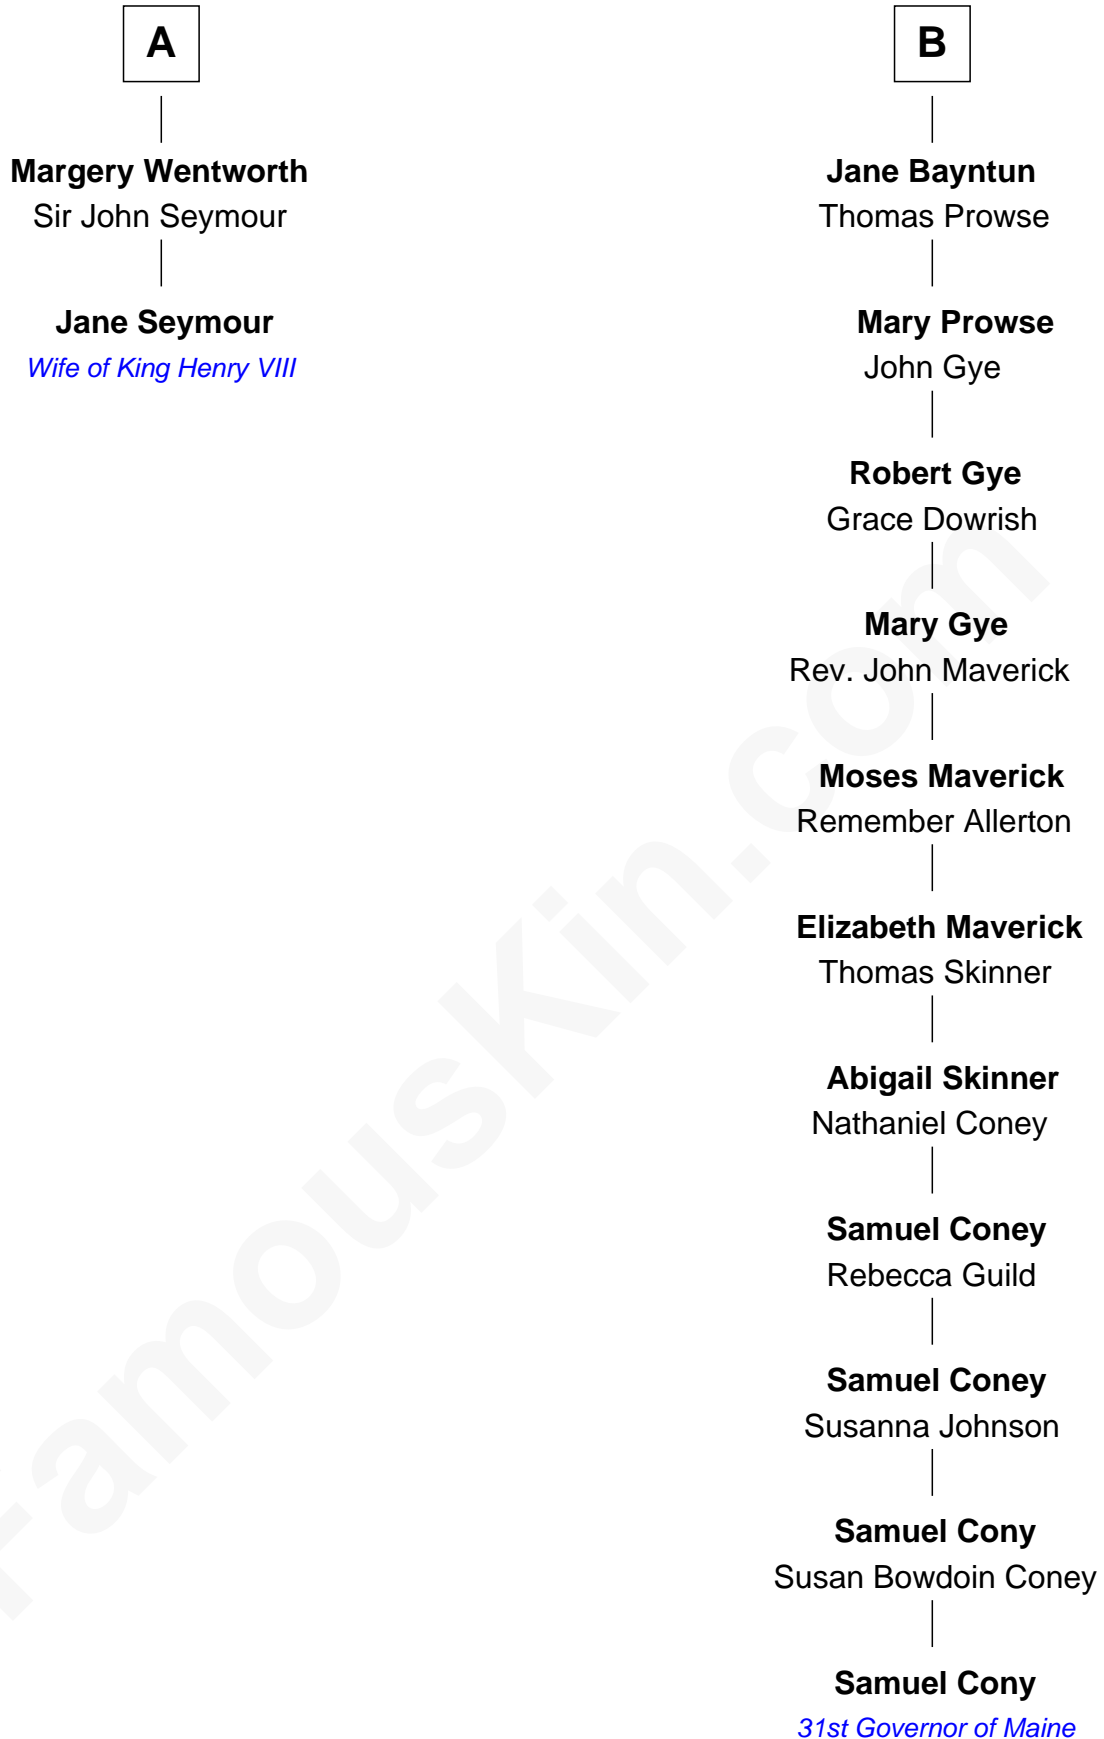 A
Margery Wentworth
Sir John Seymour
Jane Seymour
Wife of King Henry VIII
B
Jane Bayntun
Thomas Prowse
Mary Prowse
John Gye
Robert Gye
Grace Dowrish
Mary Gye
Rev. John Maverick
Moses Maverick
Remember Allerton
Elizabeth Maverick
Thomas Skinner
Abigail Skinner
Nathaniel Coney
Samuel Coney
Rebecca Guild
Samuel Coney
Susanna Johnson
Samuel Cony
Susan Bowdoin Coney
Samuel Cony
31st Governor of Maine
FamousKin.com